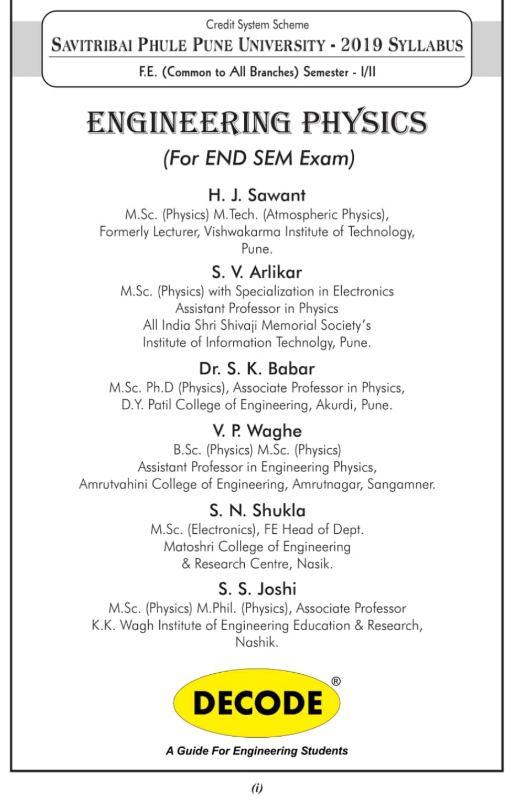 Credit System Scheme
SAVITRIBAI PHULE PUNE UNIVERSITY - 2019 SYLLABUS
F.E. (Common to All Branches) Semester - I/II
ENGINEERING PHYSICS
(For END SEM Exam)
H. J. Sawant
M.Sc. (Physics) M.Tech. (Atmospheric Physics),
Formerly Lecturer, Vishwakarma Institute of Technology,
Pune.
S. V. Arlikar
M.Sc. (Physics) with Specialization in Electronics
Assistant Professor in Physics
All India Shri Shivaji Memorial Society's
Institute of Information Technolgy, Pune.
Dr. S. K. Babar
M.Sc. Ph.D (Physics), Associate Professor in Physics,
D.Y. Patil College of Engineering, Akurdi, Pune.
V. P. Waghe
B.Sc. (Physics) M.Sc. (Physics)
Assistant Professor in Engineering Physics,
Amrutvahini College of Engineering, Amrutnagar, Sangamner.
S. N. Shukla
M.Sc. (Electronics), FE Head of Dept.
Matoshri College of Engineering
& Research Centre, Nasik.
S. S. Joshi
M.Sc. (Physics) M.Phil. (Physics), Associate Professor
K.K. Wagh Institute of Engineering Education & Research,
Nashik.
DECODE®
A Guide For Engineering Students
(i)